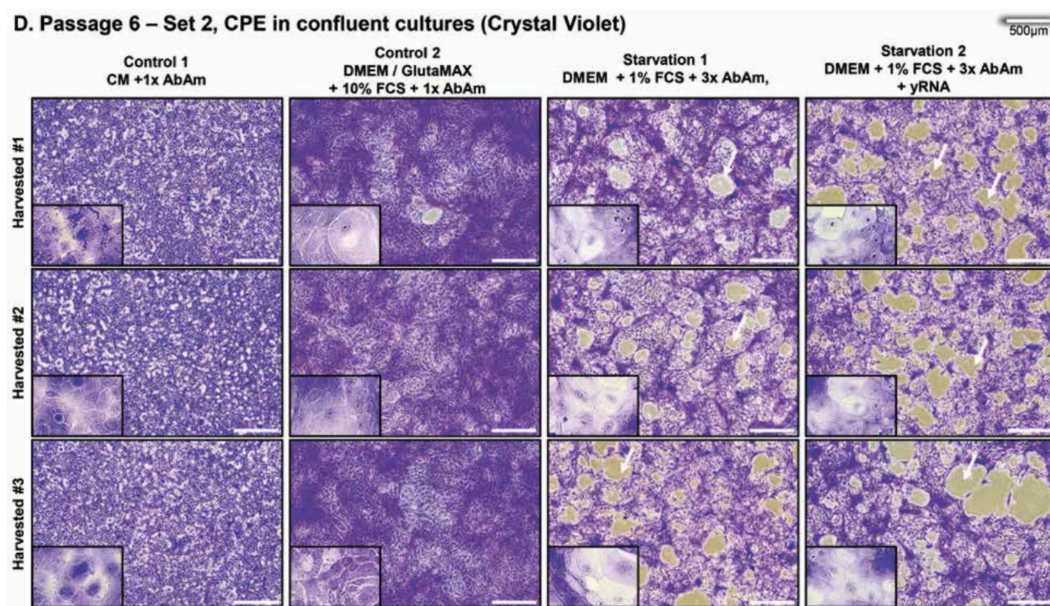 D. Passage 6 – Set 2, CPE in confluent cultures (Crystal Violet)
500µm
Control 1
CM +1x AbAm
Control 2
DMEM / GlutaMAX
+ 10% FCS + 1x AbAm
Starvation 1
DMEM + 1% FCS + 3x AbAm,
Starvation 2
DMEM + 1% FCS + 3x AbAm
+ yRNA
Harvested #1
Harvested #2
Harvested #3